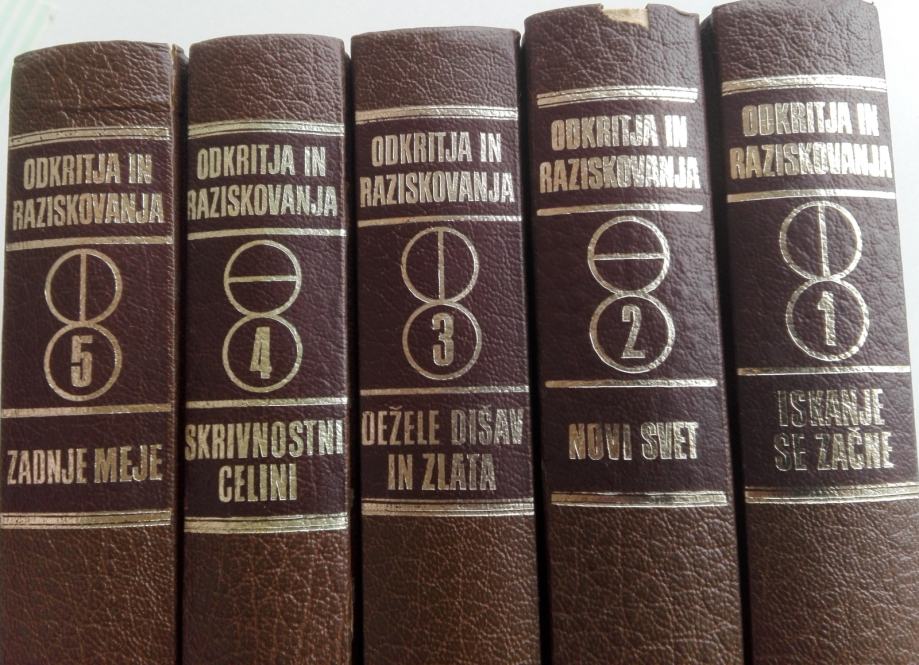 ODKRITJA IN
RAZISKOVANJA
5
ZADNJE MEJE
ODKRITJA IN
RAZISKOVANJA
4
SKRIVNOSTNI
CELINI
ODKRITJA IN
RAZISKOVANJA
3
DEŽELE DIŠAV
IN ZLATA
ODKRITJA IN
RAZISKOVANJA
2
NOVI SVET
ODKRITJA IN
RAZISKOVANJA
1
ISKANJE
SE ZAČNE